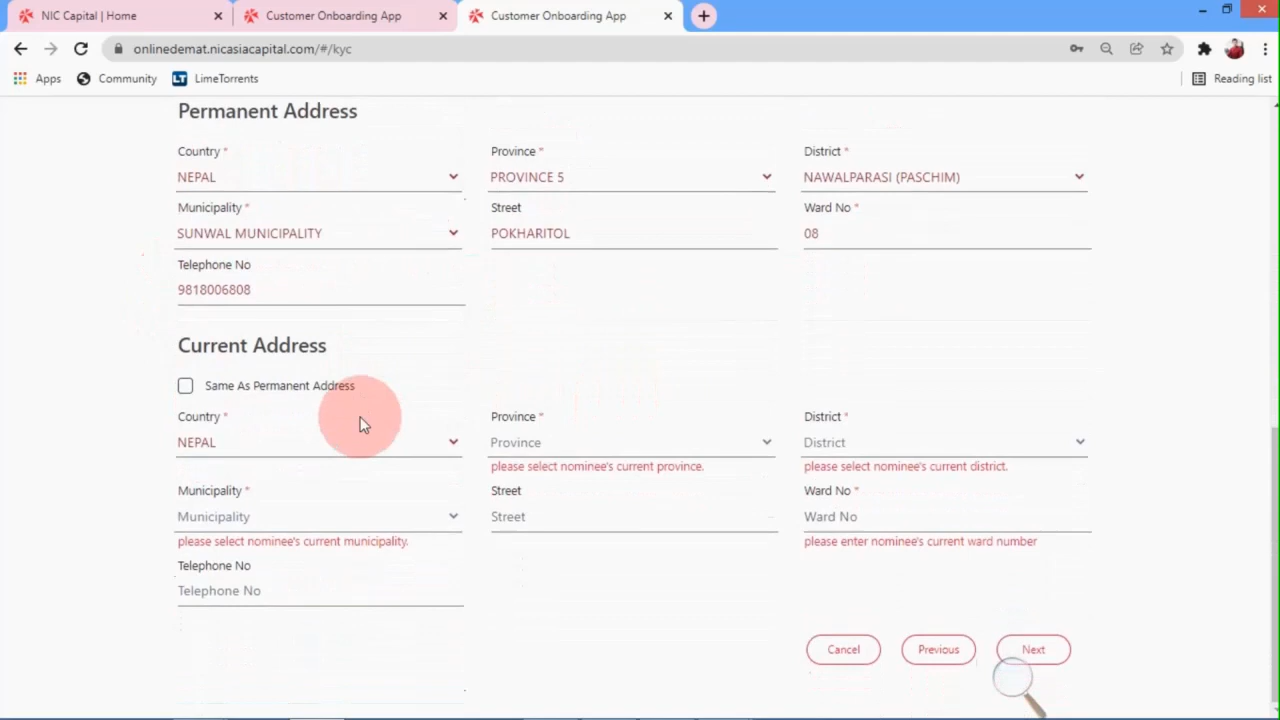 NIC Capital | Home
Customer Onboarding App
Customer Onboarding App
onlinedemat.nicasiacapital.com/#/kyc
Apps
Community
LT
LimeTorrents
Reading list
Permanent Address
Country * Province * District *
NEPAL PROVINCE 5 NAWALPARASI (PASCHIM)
Municipality * Street Ward No *
SUNWAL MUNICIPALITY POKHARITOL 08
Telephone No
9818006808
Current Address
Same As Permanent Address
Country * Province * District *
NEPAL Province District
please select nominee's current province. please select nominee's current district.
Municipality * Street Ward No *
Municipality Street Ward No
please select nominee's current municipality. please enter nominee's current ward number
Telephone No
Telephone No
Cancel Previous Next